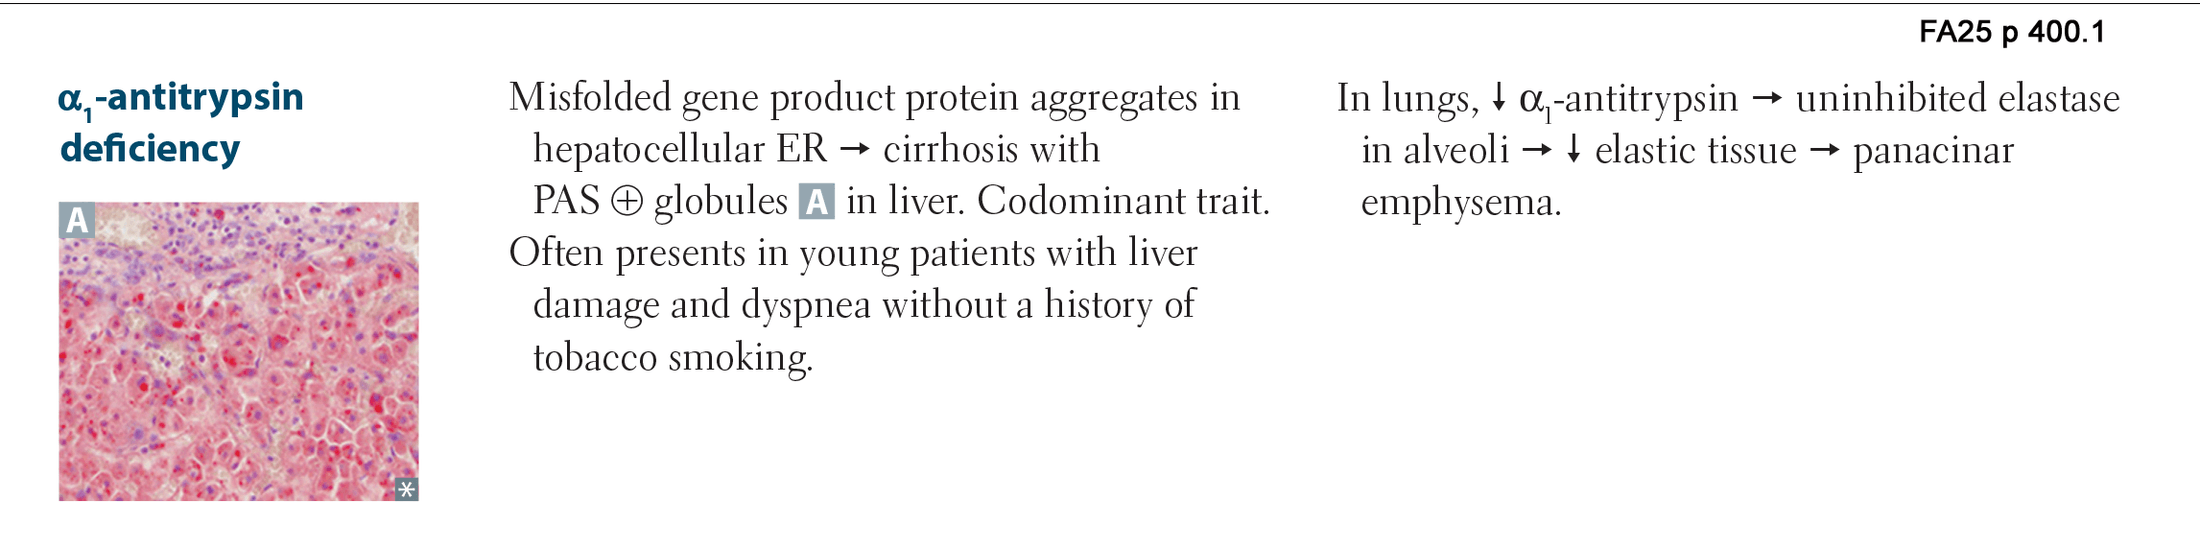 FA25 p 400.1
α₁-antitrypsin
deficiency
A
*
Misfolded gene product protein aggregates in
hepatocellular ER → cirrhosis with
PAS ⊕ globules A in liver. Codominant trait.
Often presents in young patients with liver
damage and dyspnea without a history of
tobacco smoking.
In lungs, ↓ α₁-antitrypsin → uninhibited elastase
in alveoli → ↓ elastic tissue → panacinar
emphysema.